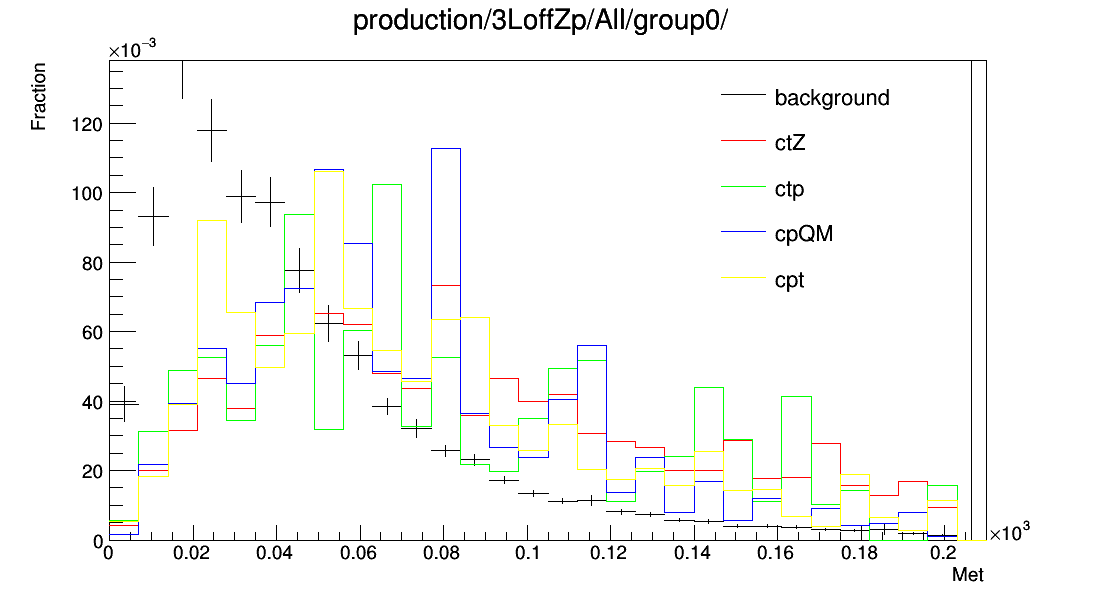 production/3LoffZp/All/group0/
×10⁻³
Fraction
background
ctZ
ctp
cpQM
cpt
120
100
80
60
40
20
0
0 0.02 0.04 0.06 0.08 0.1 0.12 0.14 0.16 0.18 0.2
×10³
Met